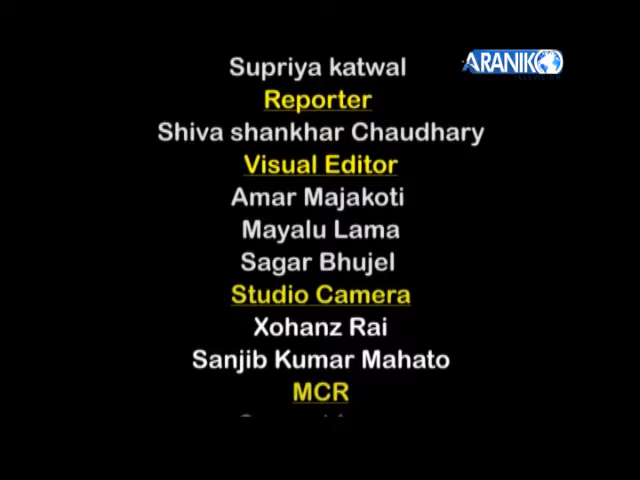 ARANIKO
Supriya katwal
Reporter
Shiva shankhar Chaudhary
Visual Editor
Amar Majakoti
Mayalu Lama
Sagar Bhujel
Studio Camera
Xohanz Rai
Sanjib Kumar Mahato
MCR